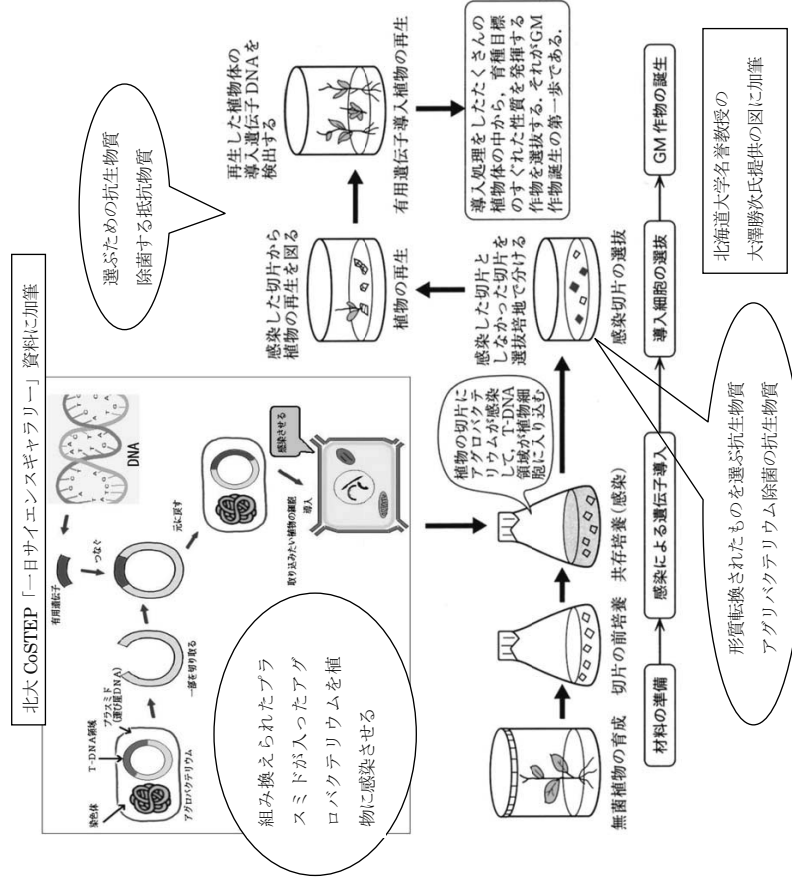 北大 CoSTEP「一日サイエンスギャラリー」資料に加筆
染色体
T-DNA領域
プラスミド
(運び屋DNA)
アグロバクテリウム
一部を切り取る
つなぐ
有用遺伝子
DNA
元に戻す
感染させる
取り込みたい植物の細胞
導入
組み換えられたプラ
スミドが入ったアグ
ロバクテリウムを植
物に感染させる
選ぶための抗生物質
除菌する抵抗物質
再生した植物体の
導入遺伝子DNAを
検出する
有用遺伝子導入植物の再生
感染した切片から
植物の再生を図る
植物の再生
導入処理をしたたくさんの
植物体の中から、育種目標
のすぐれた性質を発揮する
作物を選抜する。それがGM
作物誕生の第一歩である。
感染した切片と
しなかった切片を
選抜培地で分ける
感染切片の選抜
植物の切片に
アグロバクテ
リウムが感染
して、T-DNA
領域が植物細
胞に入り込む
無菌植物の育成
切片の前培養
共存培養(感染)
材料の準備
感染による遺伝子導入
導入細胞の選抜
GM作物の誕生
形質転換されたものを選ぶ抗生物質
アグリバクテリウム除菌の抗生物質
北海道大学名誉教授の
大澤勝次氏提供の図に加筆